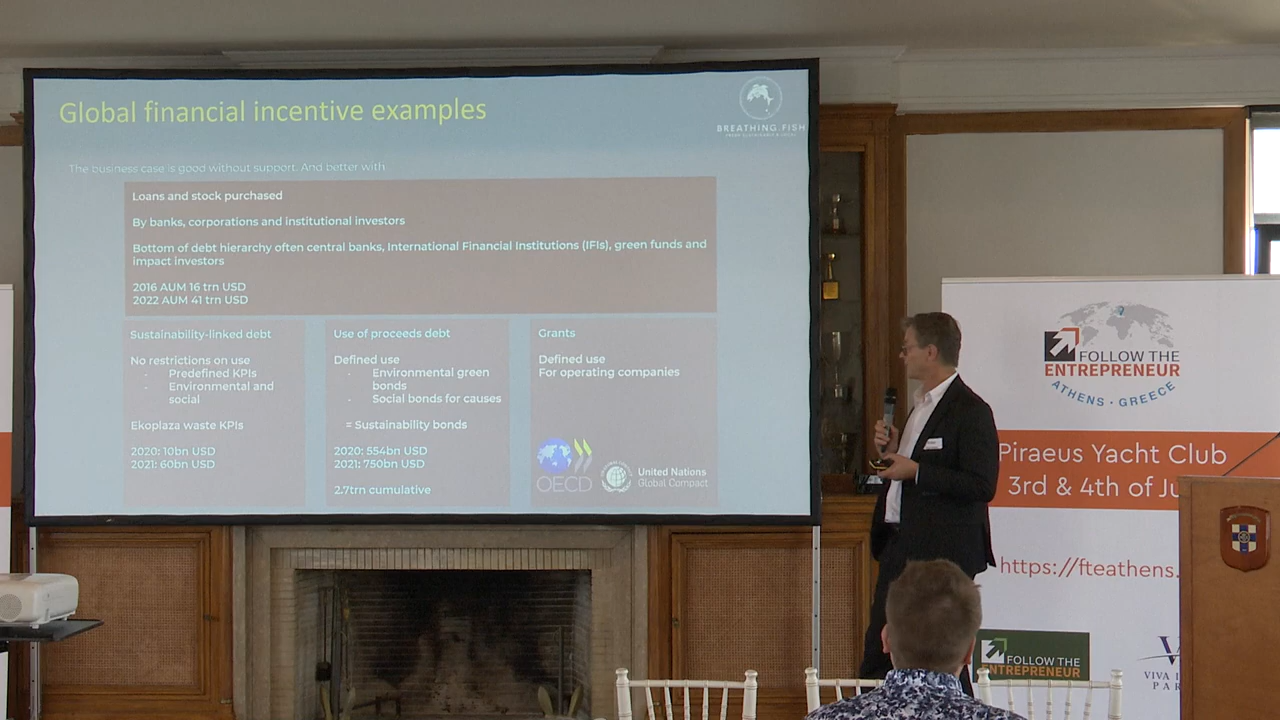 Global financial incentive examples
BREATHING.FISH
The business case is good without support. And better with
Loans and stock purchased
By banks, corporations and institutional investors
Bottom of debt hierarchy often central banks, International Financial Institutions (IFIs), green funds and
impact investors
2016 AUM 16 trn USD
2022 AUM 41 trn USD
Sustainability-linked debt
No restrictions on use
- Predefined KPIs
- Environmental and
social
Ekoplaza waste KPIs
2020: 10bn USD
2021: 60bn USD
Use of proceeds debt
Defined use
- Environmental green
bonds
- Social bonds for causes
= Sustainability bonds
2020: 554bn USD
2021: 750bn USD
2.7trn cumulative
Grants
Defined use
For operating companies
OECD
United Nations
Global Compact
FOLLOW THE
ENTREPRENEUR
ATHENS · GREECE
Piraeus Yacht Club
3rd & 4th of Ju
https://fteathens.
FOLLOW THE
ENTREPRENEUR
VIVA
PAR